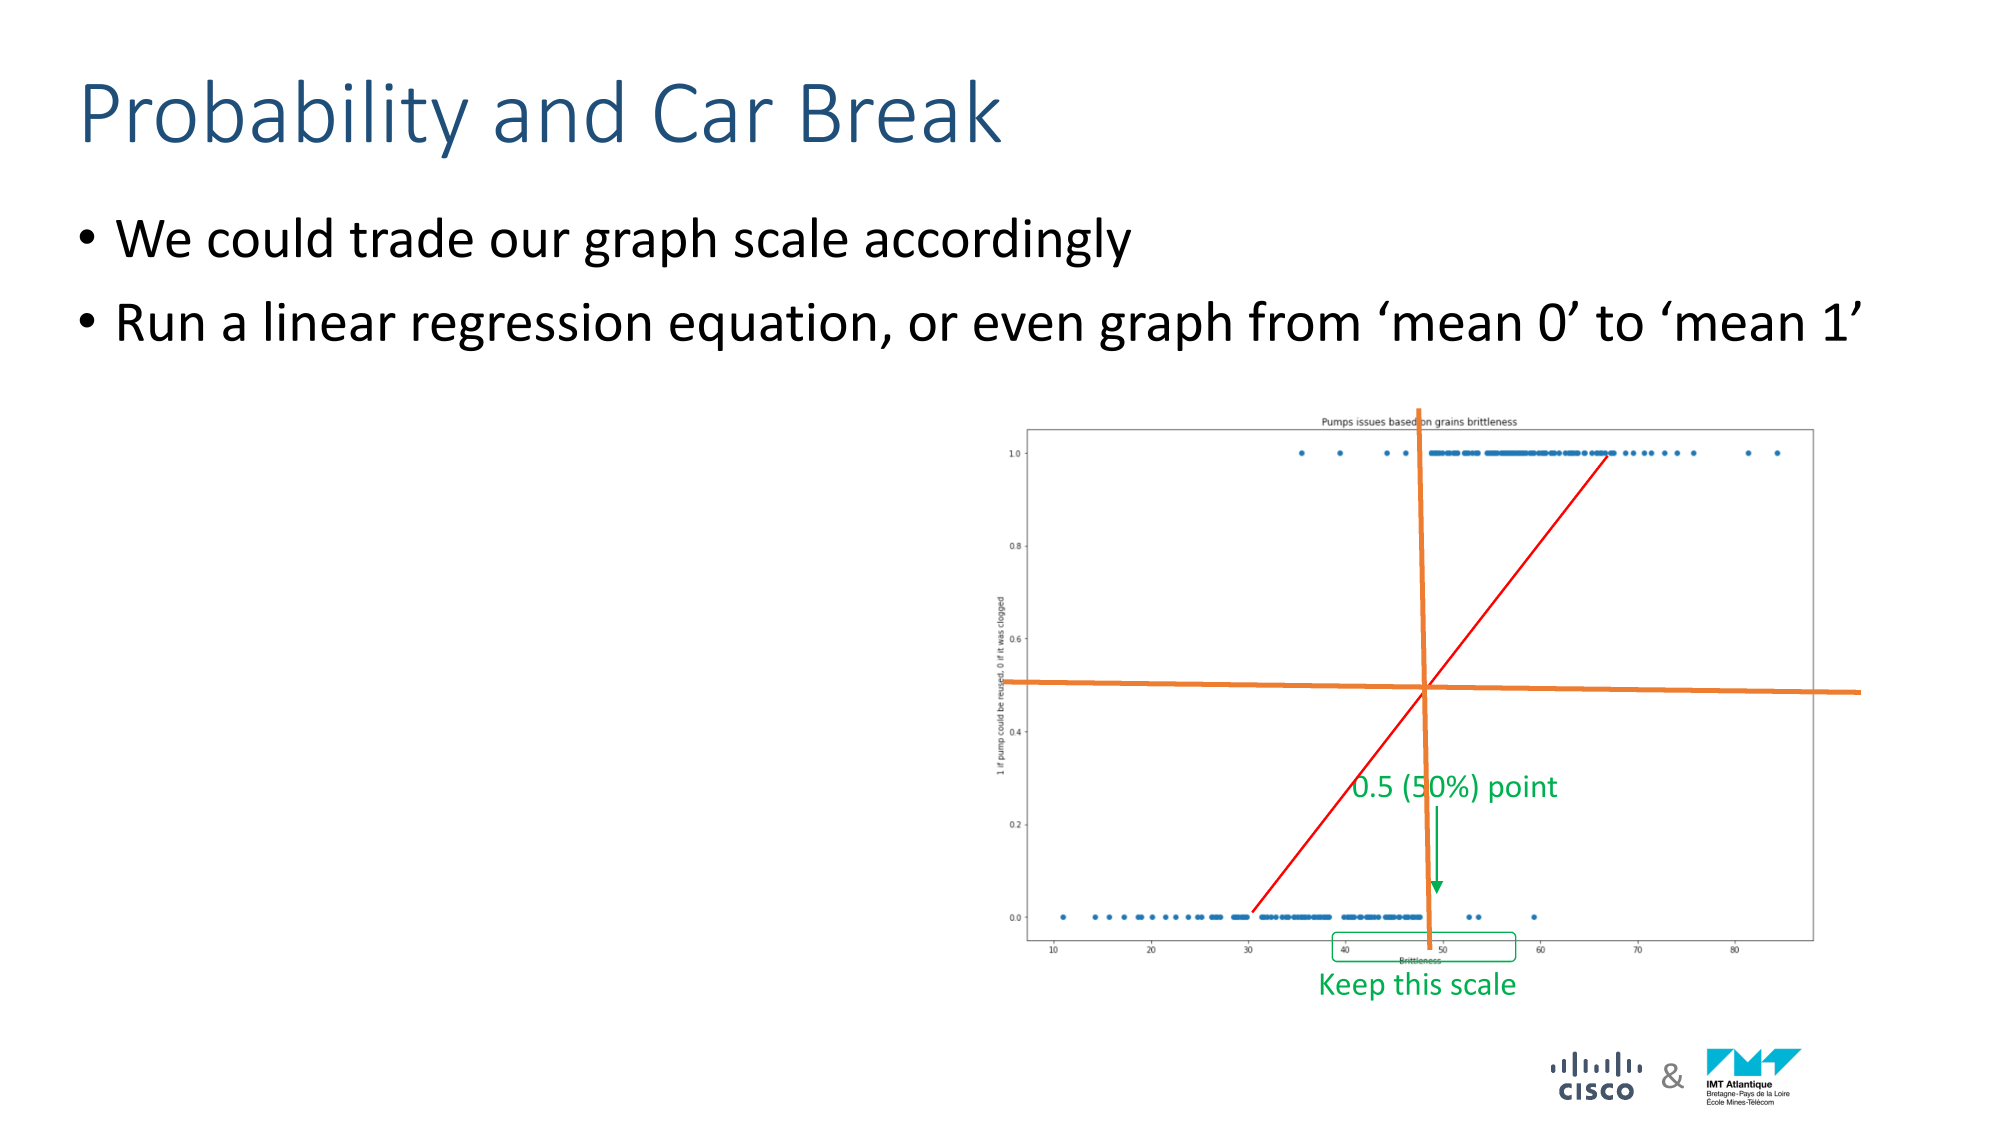 Probability and Car Break
• We could trade our graph scale accordingly
• Run a linear regression equation, or even graph from ‘mean 0’ to ‘mean 1’
Pumps issues based on grains brittleness
1.0
0.8
0.6
0.4
0.2
0.0
1 if pump could be reused, 0 if it was clogged
0.5 (50%) point
10 20 30 40 50 60 70 80
Brittleness
Keep this scale
CISCO
&
IMT Atlantique
Bretagne-Pays de la Loire
École Mines-Télécom